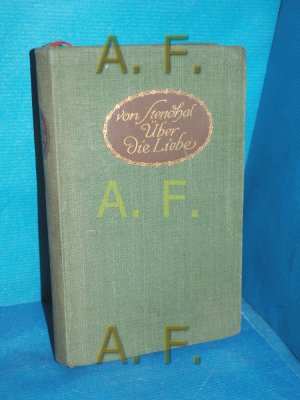 A. F.
von Stendhal
Über
die Liebe
A. F.
A. F.